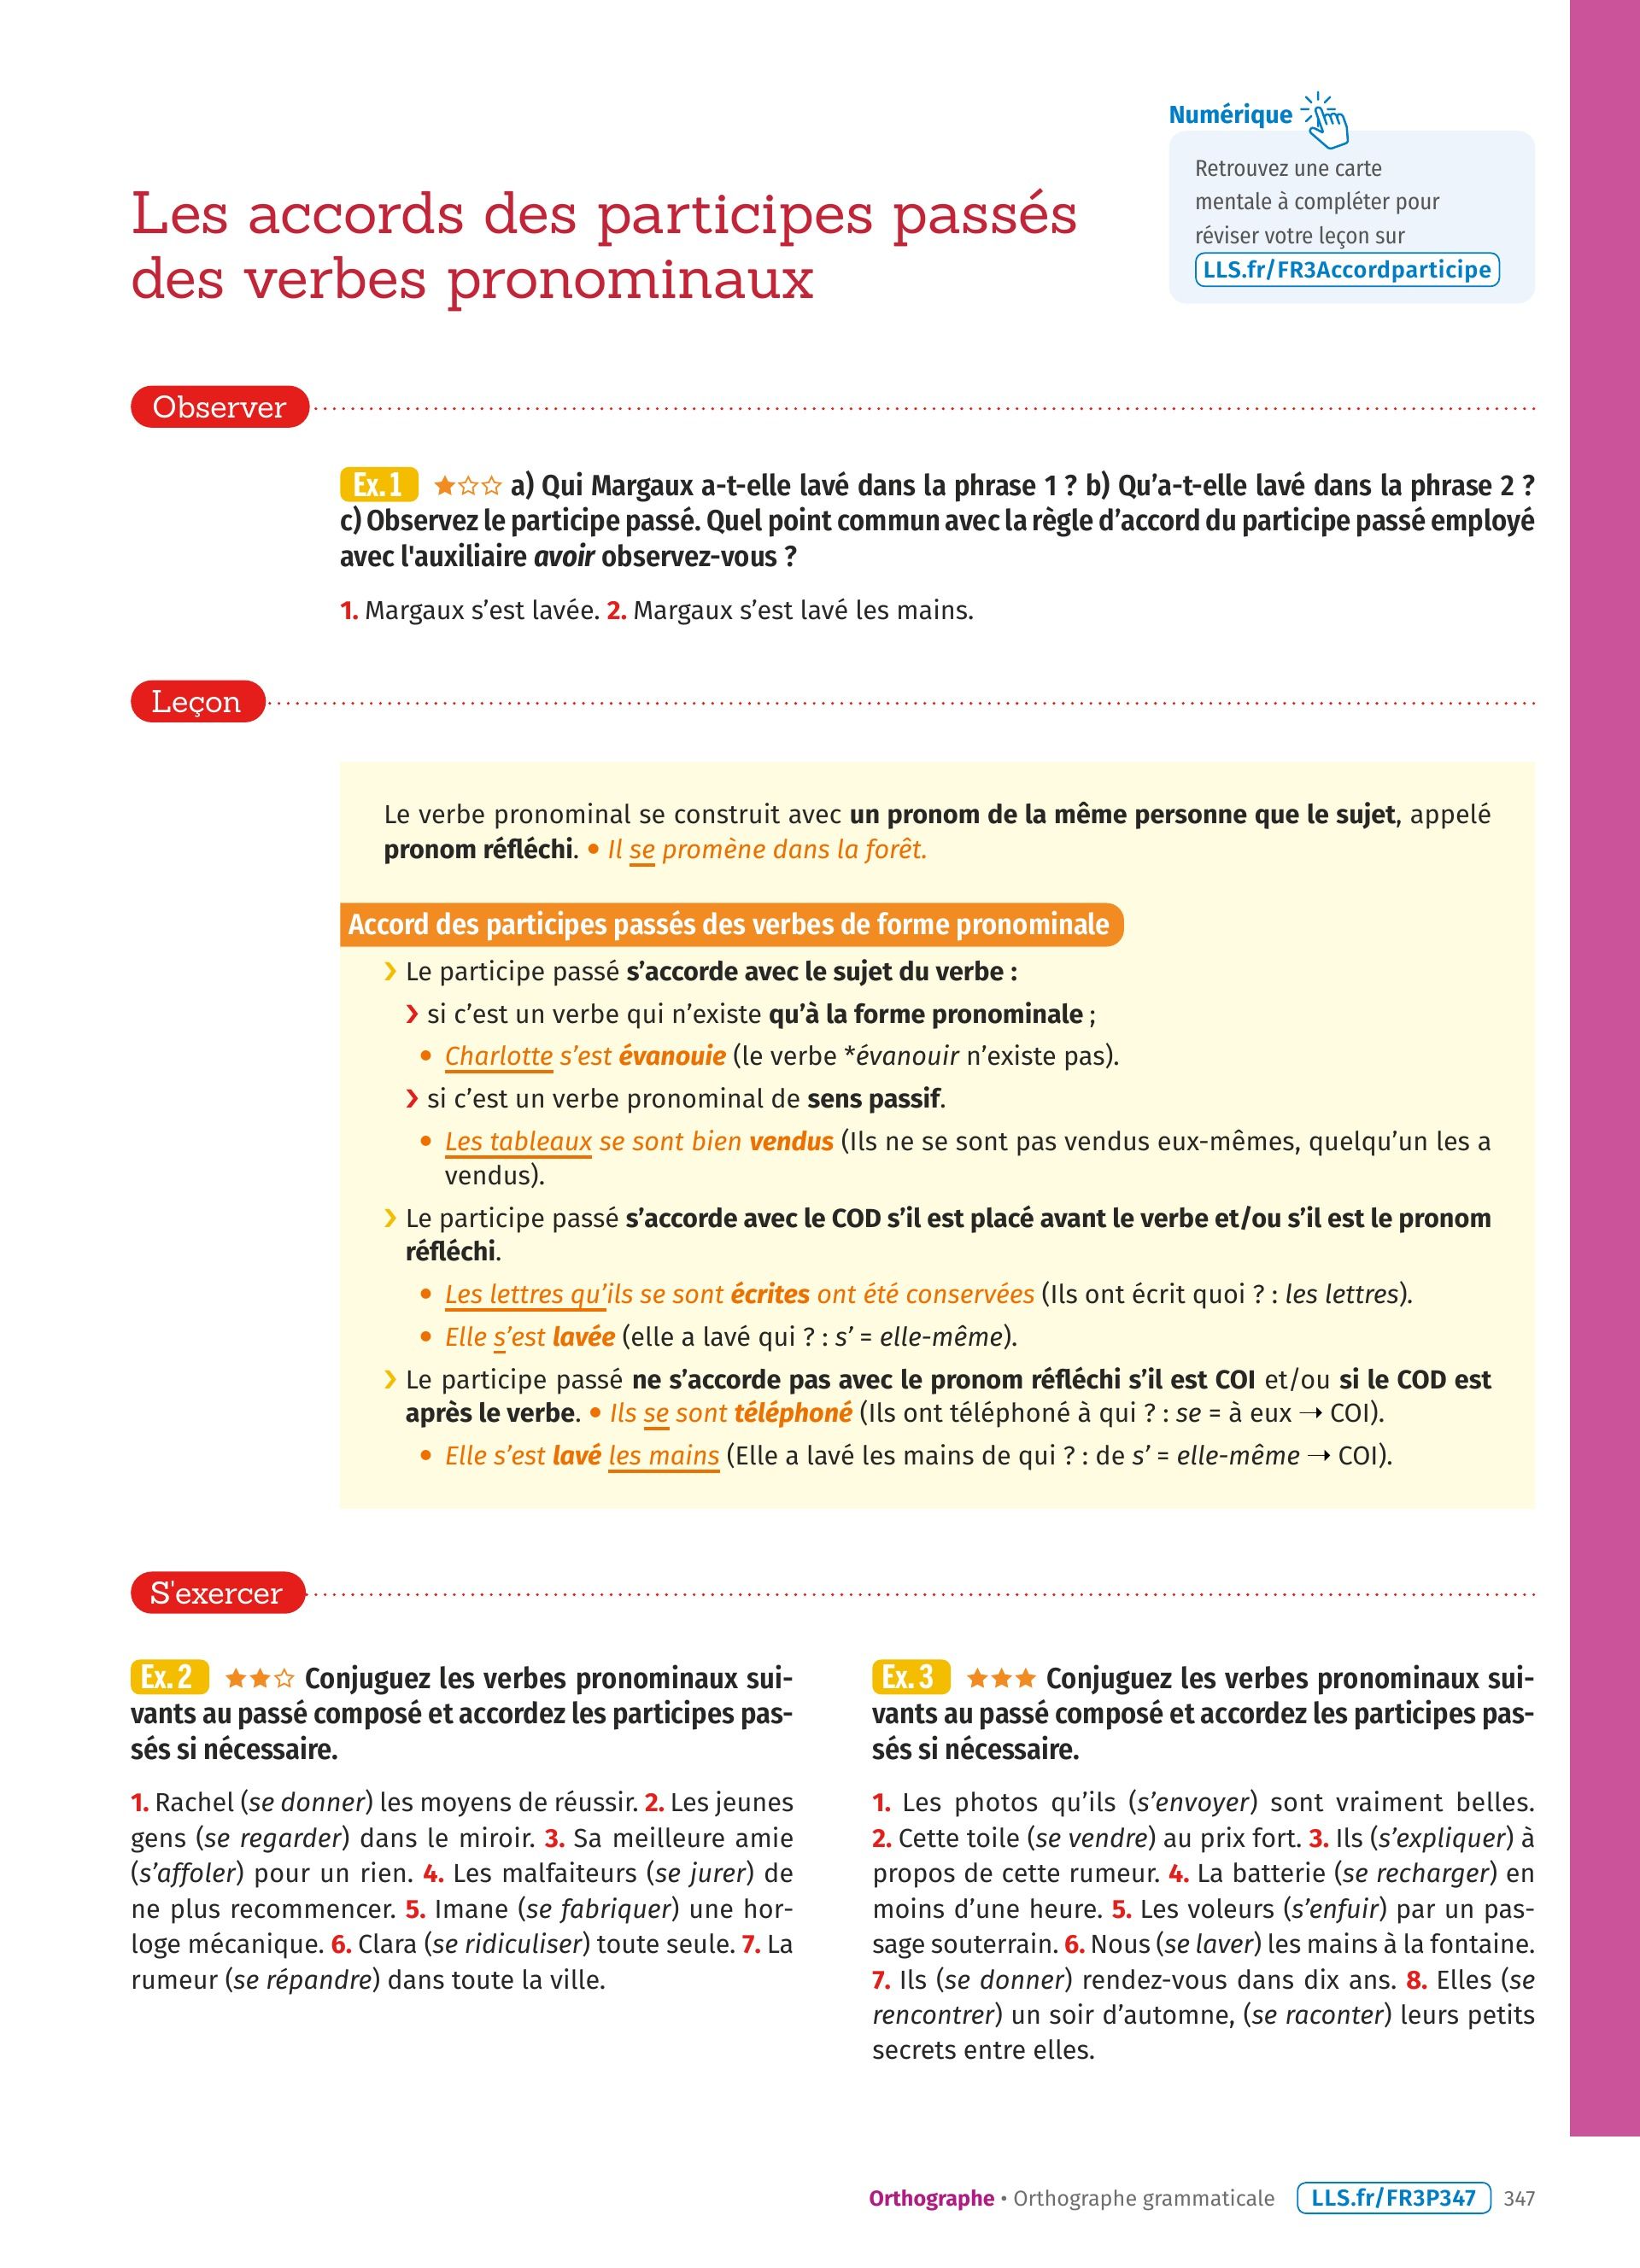 Numérique
Retrouvez une carte
mentale à compléter pour
réviser votre leçon sur
LLS.fr/FR3Accordparticipe
Les accords des participes passés
des verbes pronominaux
Observer
Ex. 1 a) Qui Margaux a-t-elle lavé dans la phrase 1 ? b) Qu’a-t-elle lavé dans la phrase 2 ?
c) Observez le participe passé. Quel point commun avec la règle d’accord du participe passé employé
avec l'auxiliaire avoir observez-vous ?
1. Margaux s’est lavée. 2. Margaux s’est lavé les mains.
Leçon
Le verbe pronominal se construit avec un pronom de la même personne que le sujet, appelé
pronom réfléchi. • Il se promène dans la forêt.
Accord des participes passés des verbes de forme pronominale
› Le participe passé s’accorde avec le sujet du verbe :
› si c’est un verbe qui n’existe qu’à la forme pronominale ;
• Charlotte s’est évanouie (le verbe *évanouir n’existe pas).
› si c’est un verbe pronominal de sens passif.
• Les tableaux se sont bien vendus (Ils ne se sont pas vendus eux-mêmes, quelqu’un les a
vendus).
› Le participe passé s’accorde avec le COD s’il est placé avant le verbe et/ou s’il est le pronom
réfléchi.
• Les lettres qu’ils se sont écrites ont été conservées (Ils ont écrit quoi ? : les lettres).
• Elle s’est lavée (elle a lavé qui ? : s’ = elle-même).
› Le participe passé ne s’accorde pas avec le pronom réfléchi s’il est COI et/ou si le COD est
après le verbe. • Ils se sont téléphoné (Ils ont téléphoné à qui ? : se = à eux → COI).
• Elle s’est lavé les mains (Elle a lavé les mains de qui ? : de s’ = elle-même → COI).
S'exercer
Ex. 2 Conjuguez les verbes pronominaux sui-
vants au passé composé et accordez les participes pas-
sés si nécessaire.
1. Rachel (se donner) les moyens de réussir. 2. Les jeunes
gens (se regarder) dans le miroir. 3. Sa meilleure amie
(s’affoler) pour un rien. 4. Les malfaiteurs (se jurer) de
ne plus recommencer. 5. Imane (se fabriquer) une hor-
loge mécanique. 6. Clara (se ridiculiser) toute seule. 7. La
rumeur (se répandre) dans toute la ville.
Ex. 3 Conjuguez les verbes pronominaux sui-
vants au passé composé et accordez les participes pas-
sés si nécessaire.
1. Les photos qu’ils (s’envoyer) sont vraiment belles.
2. Cette toile (se vendre) au prix fort. 3. Ils (s’expliquer) à
propos de cette rumeur. 4. La batterie (se recharger) en
moins d’une heure. 5. Les voleurs (s’enfuir) par un pas-
sage souterrain. 6. Nous (se laver) les mains à la fontaine.
7. Ils (se donner) rendez-vous dans dix ans. 8. Elles (se
rencontrer) un soir d’automne, (se raconter) leurs petits
secrets entre elles.
Orthographe • Orthographe grammaticale LLS.fr/FR3P347 347